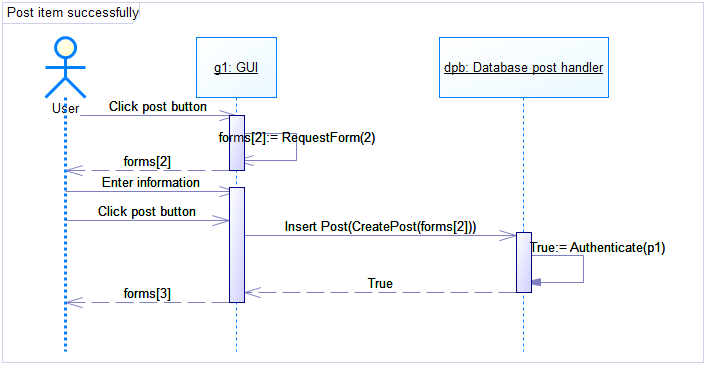 Post item successfully
g1: GUI
dpb: Database post handler
User
Click post button
forms[2]:= RequestForm(2)
forms[2]
Enter information
Click post button
Insert Post(CreatePost(forms[2]))
True:= Authenticate(p1)
True
forms[3]